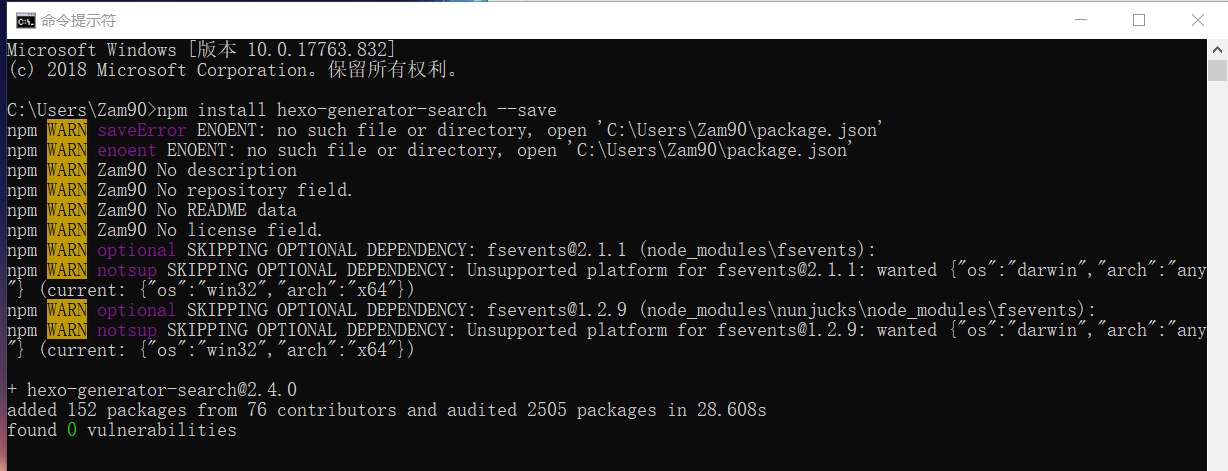 命令提示符
Microsoft Windows [版本 10.0.17763.832]
(c) 2018 Microsoft Corporation。保留所有权利。
C:\Users\Zam90>npm install hexo-generator-search --save
npm WARN saveError ENOENT: no such file or directory, open 'C:\Users\Zam90\package.json'
npm WARN enoent ENOENT: no such file or directory, open 'C:\Users\Zam90\package.json'
npm WARN Zam90 No description
npm WARN Zam90 No repository field.
npm WARN Zam90 No README data
npm WARN Zam90 No license field.
npm WARN optional SKIPPING OPTIONAL DEPENDENCY: fsevents@2.1.1 (node_modules\fsevents):
npm WARN notsup SKIPPING OPTIONAL DEPENDENCY: Unsupported platform for fsevents@2.1.1: wanted {"os":"darwin","arch":"any
"} (current: {"os":"win32","arch":"x64"})
npm WARN optional SKIPPING OPTIONAL DEPENDENCY: fsevents@1.2.9 (node_modules\nunjucks\node_modules\fsevents):
npm WARN notsup SKIPPING OPTIONAL DEPENDENCY: Unsupported platform for fsevents@1.2.9: wanted {"os":"darwin","arch":"any
"} (current: {"os":"win32","arch":"x64"})
+ hexo-generator-search@2.4.0
added 152 packages from 76 contributors and audited 2505 packages in 28.608s
found 0 vulnerabilities